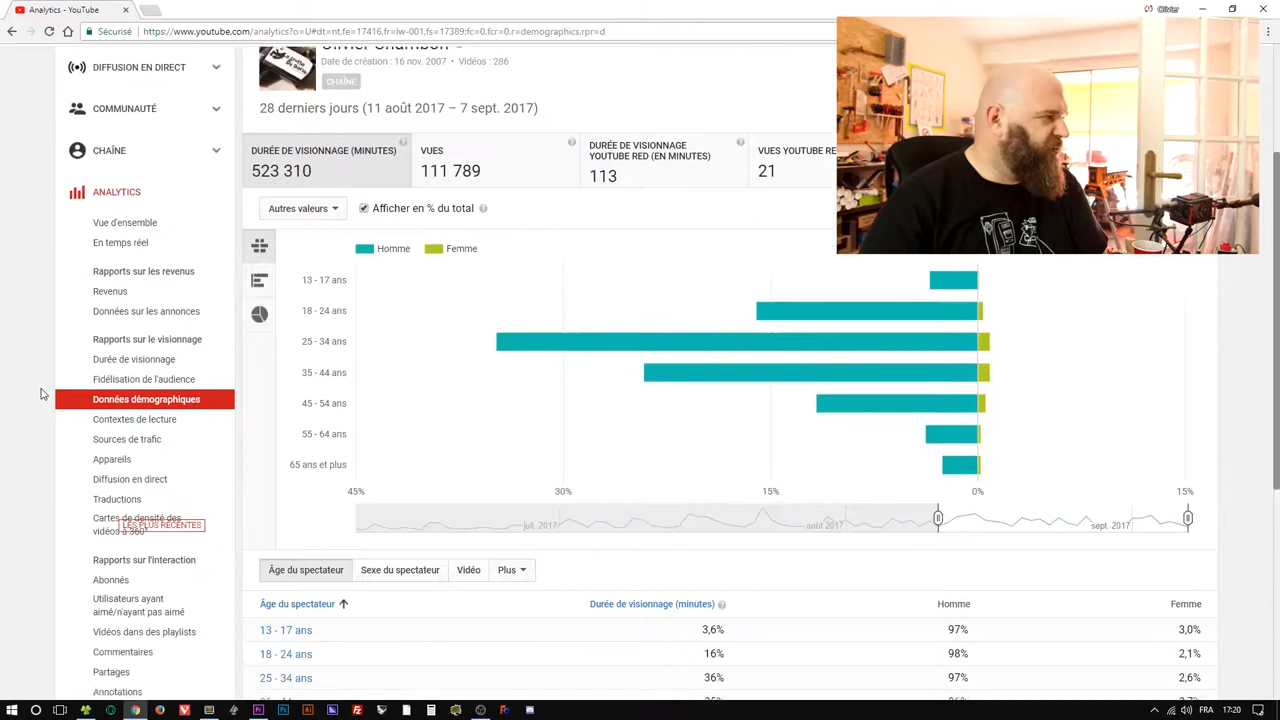 Analytics - YouTube
Olivier
Sécurisé
https://www.youtube.com/analytics?o=U#dt=nt,fe=17416,fr=lw-001,fs=17389;fc=0,fcr=0,r=demographics,rpr=d
DIFFUSION EN DIRECT
COMMUNAUTÉ
CHAÎNE
ANALYTICS
Vue d'ensemble
En temps réel
Rapports sur les revenus
Revenus
Données sur les annonces
Rapports sur le visionnage
Durée de visionnage
Fidélisation de l'audience
Données démographiques
Contextes de lecture
Sources de trafic
Appareils
Diffusion en direct
Traductions
Cartes de densité des
vidéos à 360°
LES PLUS RÉCENTES
Rapports sur l'interaction
Abonnés
Utilisateurs ayant
aimé/n'ayant pas aimé
Vidéos dans des playlists
Commentaires
Partages
Annotations
Date de création : 16 nov. 2007 • Vidéos : 286
CHAÎNE
28 derniers jours (11 août 2017 – 7 sept. 2017)
DURÉE DE VISIONNAGE (MINUTES)
523 310
VUES
111 789
DURÉE DE VISIONNAGE
YOUTUBE RED (EN MINUTES)
113
VUES YOUTUBE RE
21
Autres valeurs
Afficher en % du total
Homme
Femme
13 - 17 ans
18 - 24 ans
25 - 34 ans
35 - 44 ans
45 - 54 ans
55 - 64 ans
65 ans et plus
45% 30% 15% 0% 15%
juil. 2017 août 2017 sept. 2017
Âge du spectateur Sexe du spectateur Vidéo Plus
Âge du spectateur Durée de visionnage (minutes) Homme Femme
13 - 17 ans 3,6% 97% 3,0%
18 - 24 ans 16% 98% 2,1%
25 - 34 ans 36% 97% 2,6%
FRA 17:20